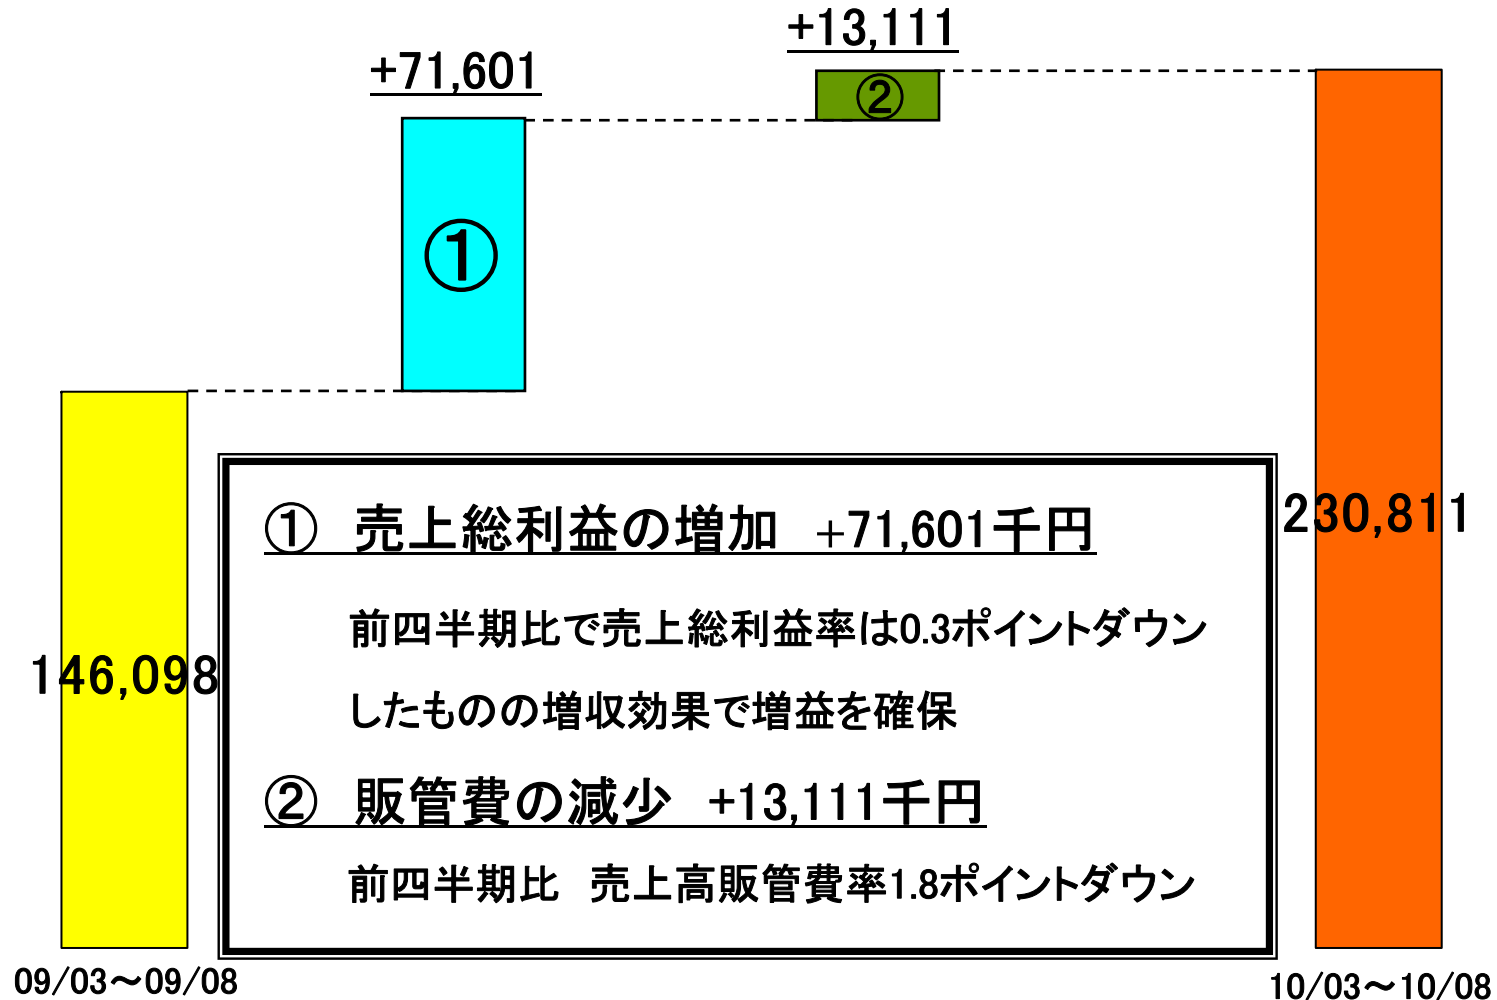 +13,111
+71,601
②
①
① 売上総利益の増加 +71,601千円
230,811
前四半期比で売上総利益率は0.3ポイントダウン
146,098
したものの増収効果で増益を確保
② 販管費の減少 +13,111千円
前四半期比 売上高販管費率1.8ポイントダウン
09/03～09/08
10/03～10/08